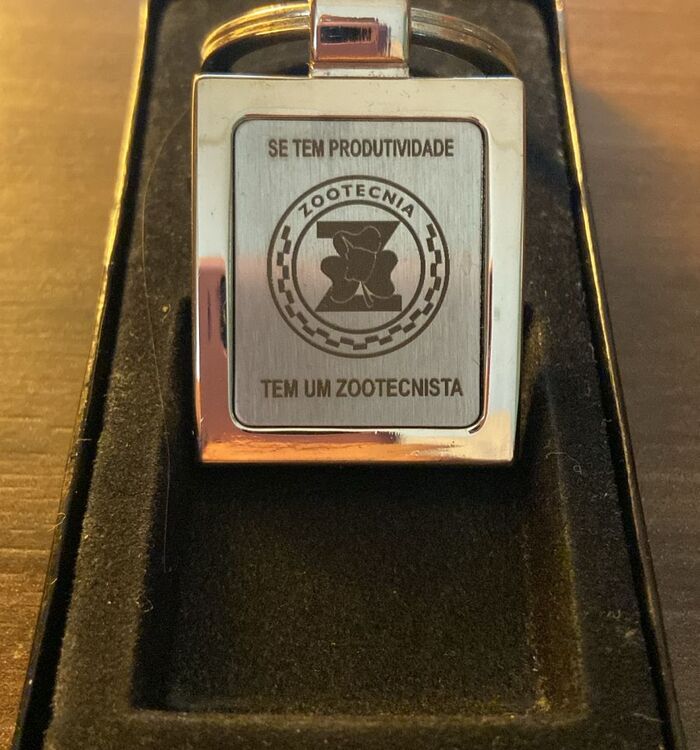 SE TEM PRODUTIVIDADE
ZOOTECNIA
Z
TEM UM ZOOTECNISTA